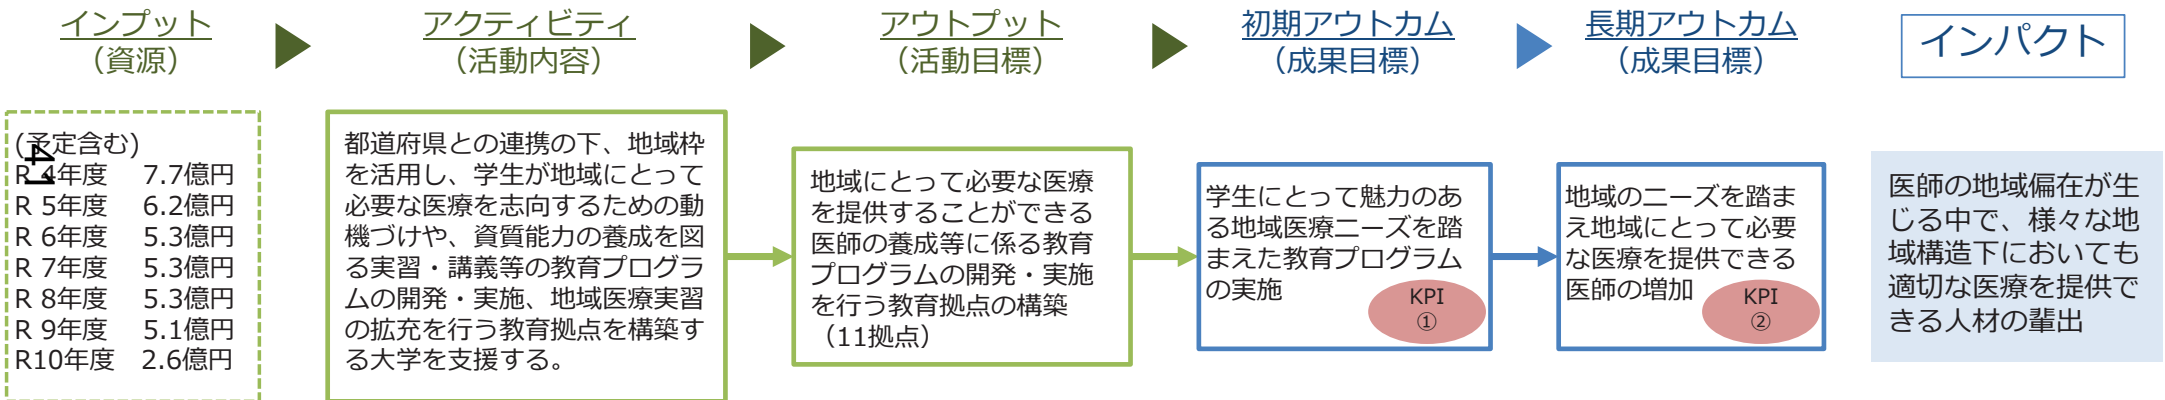 インプット
（資源）
アクティビティ
（活動内容）
アウトプット
（活動目標）
初期アウトカム
（成果目標）
長期アウトカム
（成果目標）
インパクト
(予定含む)
R 4年度 7.7億円
R 5年度 6.2億円
R 6年度 5.3億円
R 7年度 5.3億円
R 8年度 5.3億円
R 9年度 5.1億円
R10年度 2.6億円
14
都道府県との連携の下、地域枠
を活用し、学生が地域にとって
必要な医療を志向するための動
機づけや、資質能力の養成を図
る実習・講義等の教育プログラ
ムの開発・実施、地域医療実習
の拡充を行う教育拠点を構築す
る大学を支援する。
地域にとって必要な医療
を提供することができる
医師の養成等に係る教育
プログラムの開発・実施
を行う教育拠点の構築
（11拠点）
学生にとって魅力のあ
る地域医療ニーズを踏
まえた教育プログラム
の実施
KPI
①
地域のニーズを踏ま
え地域にとって必要
な医療を提供できる
医師の増加
KPI
②
医師の地域偏在が生
じる中で、様々な地
域構造下においても
適切な医療を提供で
きる人材の輩出